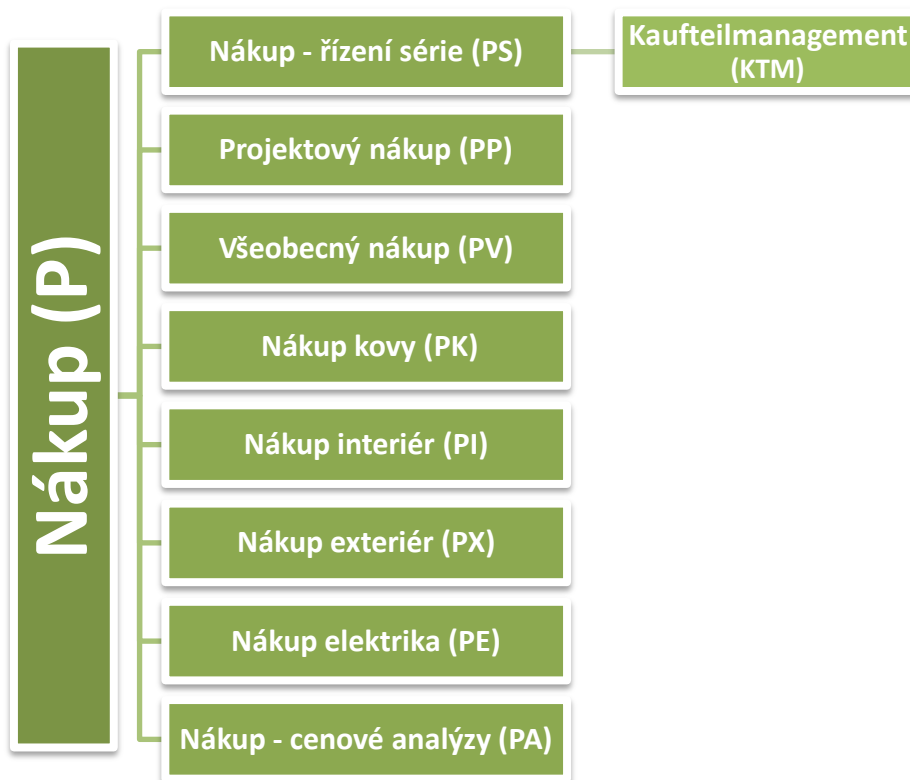 Nákup (P)
Nákup - řízení série (PS)
Kaufteilmanagement
(KTM)
Projektový nákup (PP)
Všeobecný nákup (PV)
Nákup kovy (PK)
Nákup interiér (PI)
Nákup exteriér (PX)
Nákup elektrika (PE)
Nákup - cenové analýzy (PA)